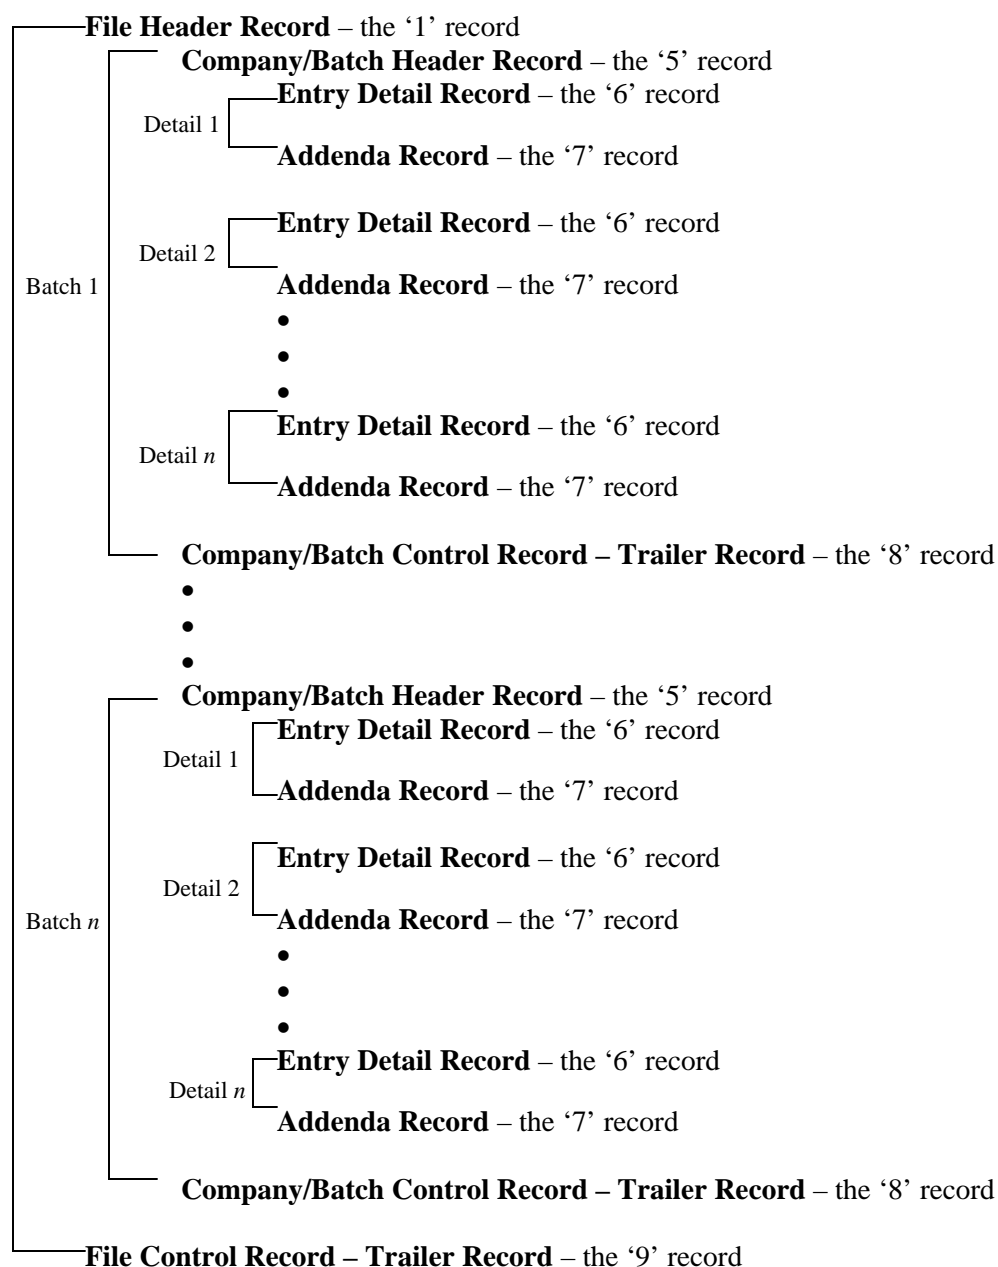 File Header Record – the ‘1’ record
Company/Batch Header Record – the ‘5’ record
Entry Detail Record – the ‘6’ record
Detail 1
Addenda Record – the ‘7’ record
Entry Detail Record – the ‘6’ record
Detail 2
Batch 1
Addenda Record – the ‘7’ record
•
•
•
Entry Detail Record – the ‘6’ record
Detail n
Addenda Record – the ‘7’ record
Company/Batch Control Record – Trailer Record – the ‘8’ record
•
•
•
Company/Batch Header Record – the ‘5’ record
Entry Detail Record – the ‘6’ record
Detail 1
Addenda Record – the ‘7’ record
Entry Detail Record – the ‘6’ record
Detail 2
Batch n
Addenda Record – the ‘7’ record
•
•
•
Entry Detail Record – the ‘6’ record
Detail n
Addenda Record – the ‘7’ record
Company/Batch Control Record – Trailer Record – the ‘8’ record
File Control Record – Trailer Record – the ‘9’ record